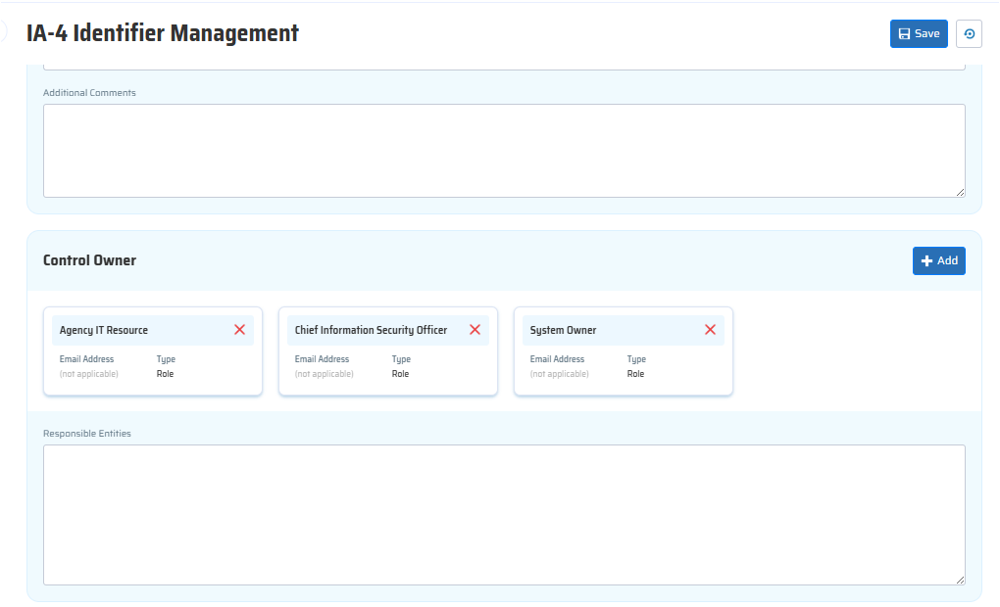 IA-4 Identifier Management
Save
Additional Comments
Control Owner
Add
Agency IT Resource
Chief Information Security Officer
System Owner
Email Address Type
Email Address Type
Email Address Type
(not applicable) Role
(not applicable) Role
(not applicable) Role
Responsible Entities